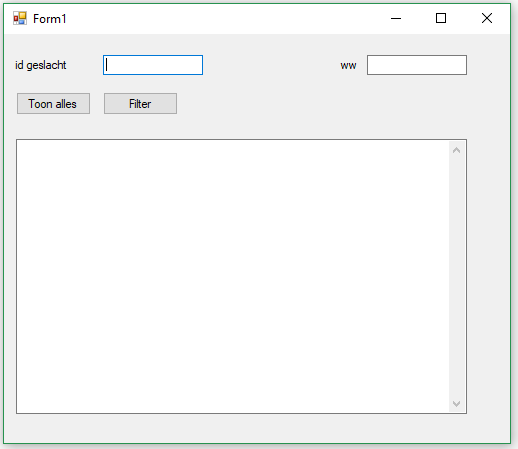 Form1
id geslacht ww
Toon alles Filter